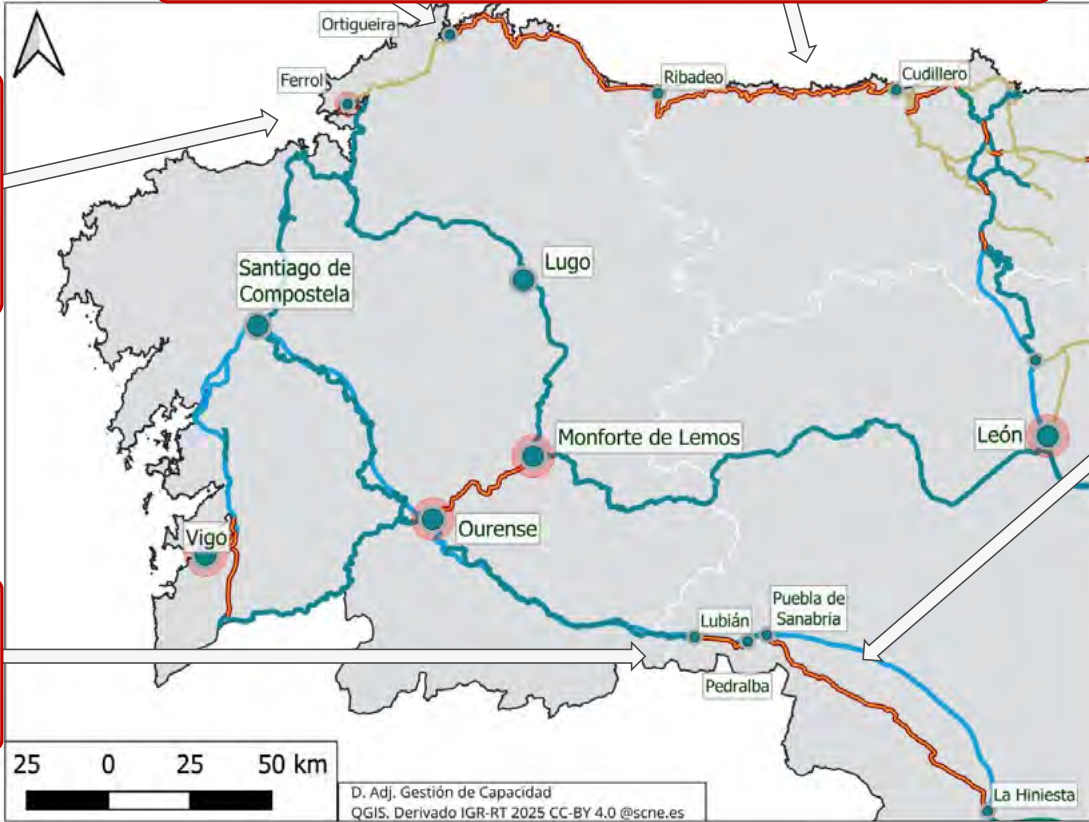 Ortigueira
Ferrol
Ribadeo
Cudillero
Santiago de
Compostela
Lugo
Monforte de Lemos
León
Ourense
Vigo
Lubián
Puebla de
Sanabria
Pedralba
La Hiniesta
25 0 25 50 km
D. Adj. Gestión de Capacidad
QGIS. Derivado IGR-RT 2025 CC-BY 4.0 @scne.es